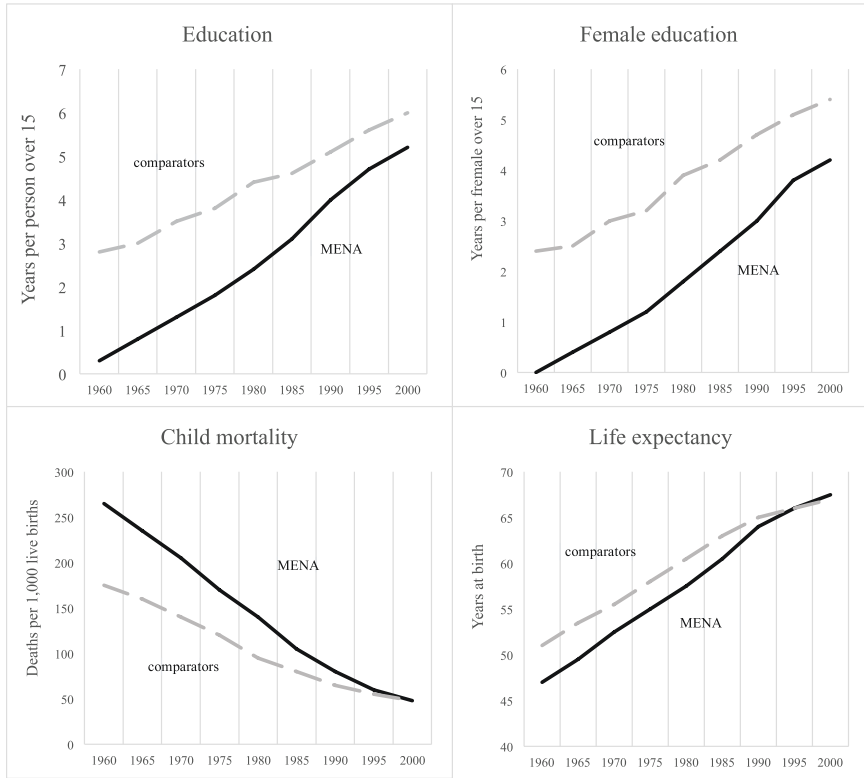 Education
Years per person over 15
7
6
5
4
3
2
1
0
comparators
MENA
1960 1965 1970 1975 1980 1985 1990 1995 2000
Female education
Years per fremale over 15
6
5
4
3
2
1
0
comparators
MENA
1960 1965 1970 1975 1980 1985 1990 1995 2000
Child mortality
Deaths per 1,000 live births
300
250
200
150
100
50
0
MENA
comparators
1960 1965 1970 1975 1980 1985 1990 1995 2000
Life expectancy
Years at birth
70
65
60
55
50
45
40
comparators
MENA
1960 1965 1970 1975 1980 1985 1990 1995 2000